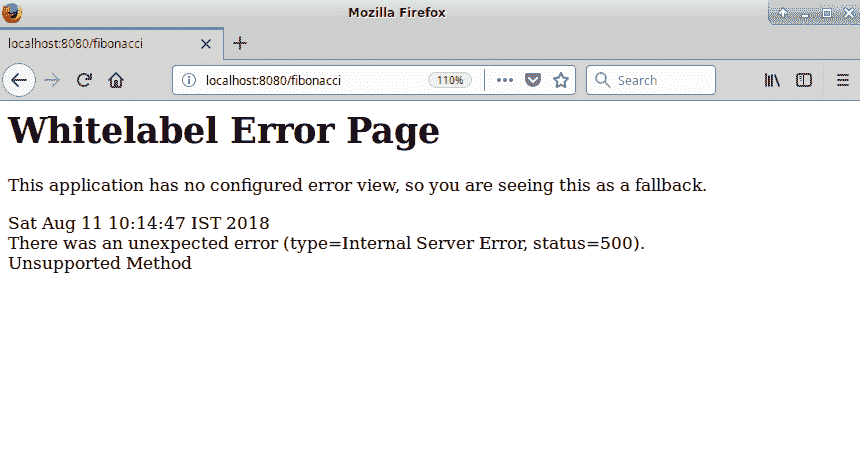 Mozilla Firefox
localhost:8080/fibonacci
localhost:8080/fibonacci 110% Search
Whitelabel Error Page
This application has no configured error view, so you are seeing this as a fallback.
Sat Aug 11 10:14:47 IST 2018
There was an unexpected error (type=Internal Server Error, status=500).
Unsupported Method